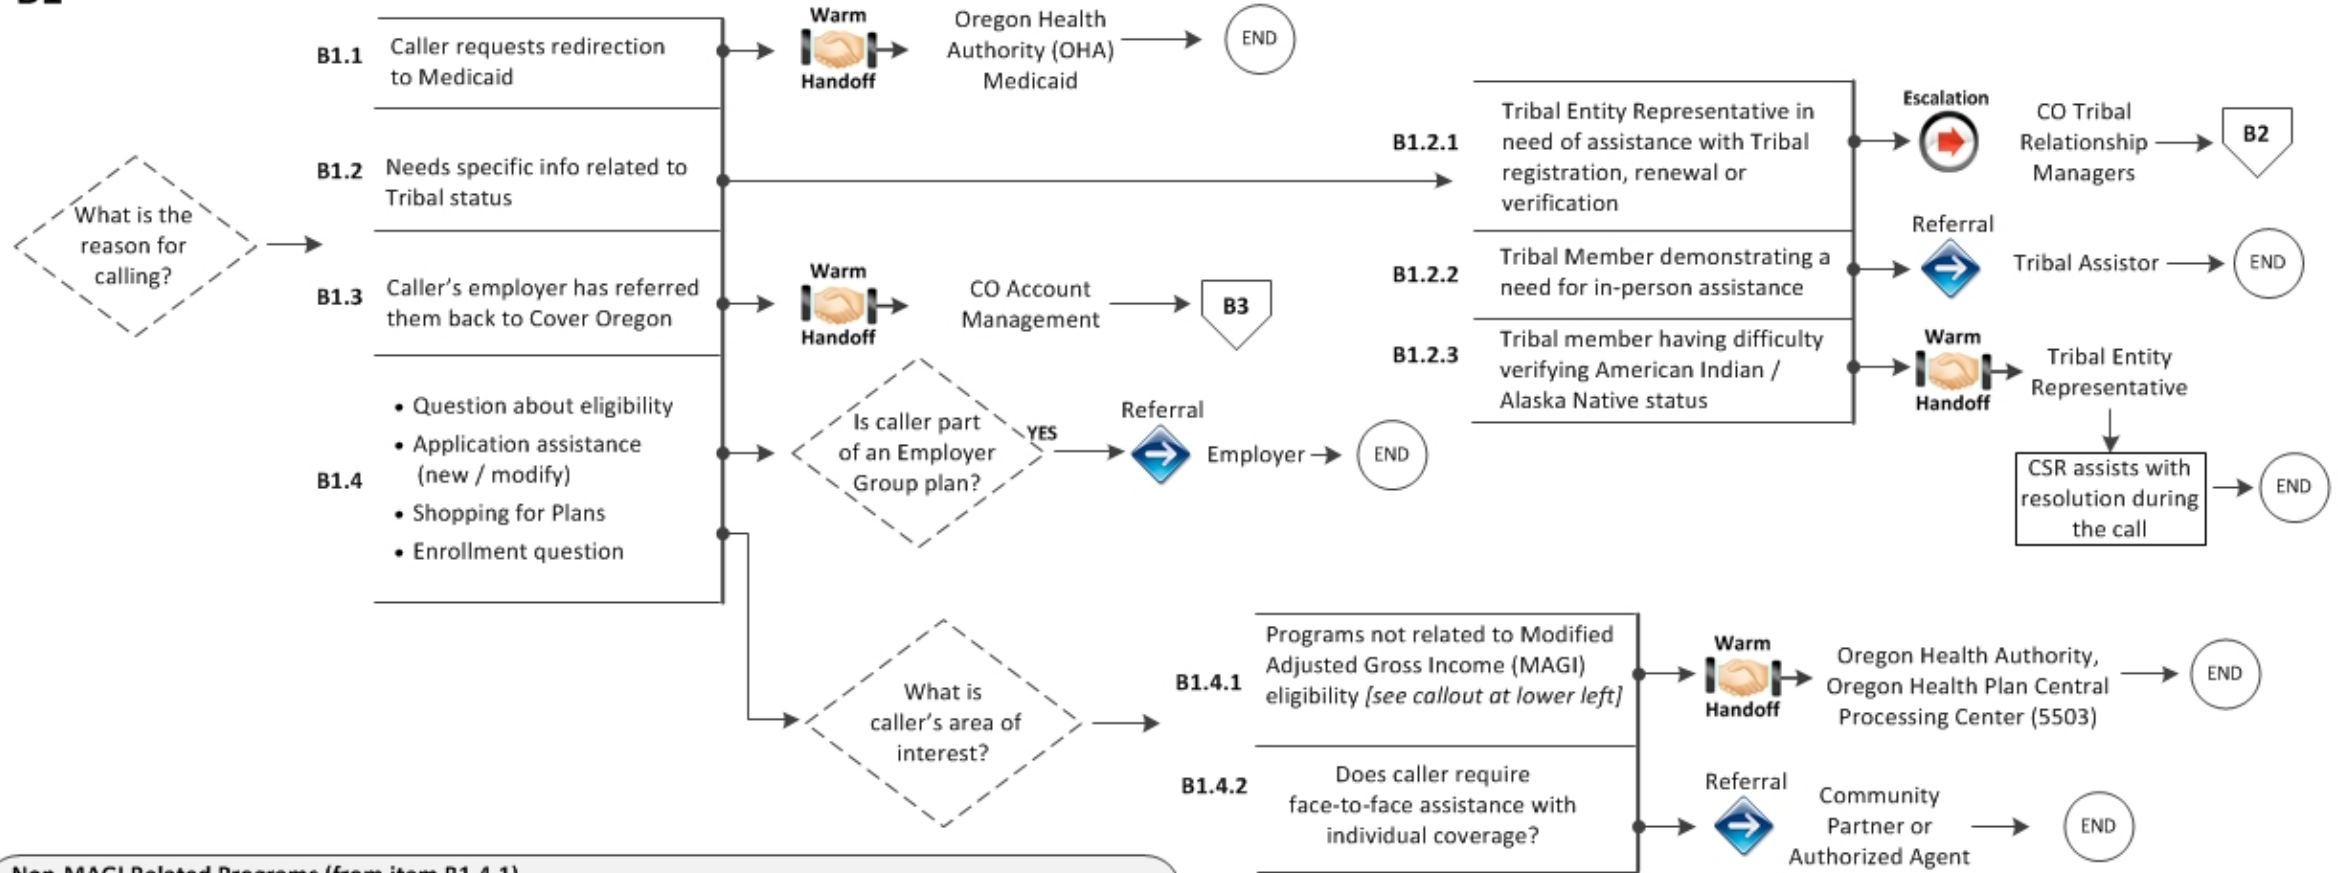 What is the
reason for
calling?
B1.1
Caller requests redirection
to Medicaid
Warm
Handoff
Oregon Health
Authority (OHA)
Medicaid
END
B1.2
Needs specific info related to
Tribal status
B1.2.1
Tribal Entity Representative in
need of assistance with Tribal
registration, renewal or
verification
Escalation
CO Tribal
Relationship
Managers
B2
B1.2.2
Tribal Member demonstrating a
need for in-person assistance
Referral
Tribal Assistor
END
B1.2.3
Tribal member having difficulty
verifying American Indian /
Alaska Native status
Warm
Handoff
Tribal Entity
Representative
CSR assists with
resolution during
the call
END
B1.3
Caller’s employer has referred
them back to Cover Oregon
Warm
Handoff
CO Account
Management
B3
B1.4
• Question about eligibility
• Application assistance
(new / modify)
• Shopping for Plans
• Enrollment question
Is caller part
of an Employer
Group plan?
YES
Referral
Employer
END
What is
caller’s area of
interest?
B1.4.1
Programs not related to Modified
Adjusted Gross Income (MAGI)
eligibility [see callout at lower left]
Warm
Handoff
Oregon Health Authority,
Oregon Health Plan Central
Processing Center (5503)
END
B1.4.2
Does caller require
face-to-face assistance with
individual coverage?
Referral
Community
Partner or
Authorized Agent
END
Non-MAGI Related Programs (from item B1.4.1)